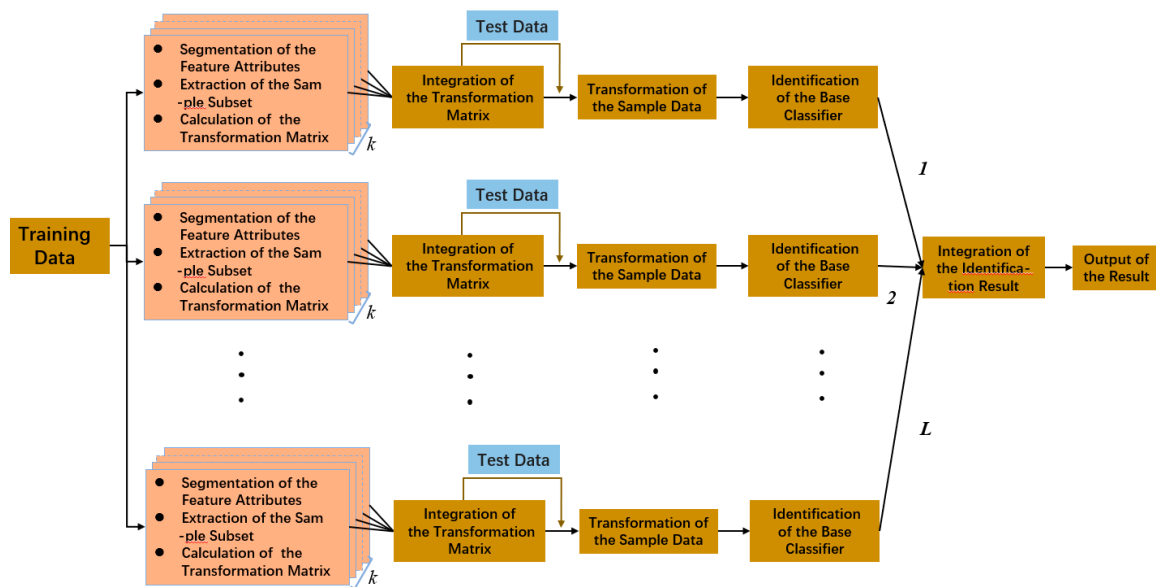 Training
Data
Segmentation of the
Feature Attributes
Extraction of the Sam
-ple Subset
Calculation of the
Transformation Matrix
k
Test Data
Integration of
the Transformation
Matrix
Transformation of
the Sample Data
Identification
of the Base
Classifier
1
Segmentation of the
Feature Attributes
Extraction of the Sam
-ple Subset
Calculation of the
Transformation Matrix
k
Test Data
Integration of
the Transformation
Matrix
Transformation of
the Sample Data
Identification
of the Base
Classifier
2
Segmentation of the
Feature Attributes
Extraction of the Sam
-ple Subset
Calculation of the
Transformation Matrix
k
Test Data
Integration of
the Transformation
Matrix
Transformation of
the Sample Data
Identification
of the Base
Classifier
L
Integration of
the Identifica-
tion Result
Output of
the Result